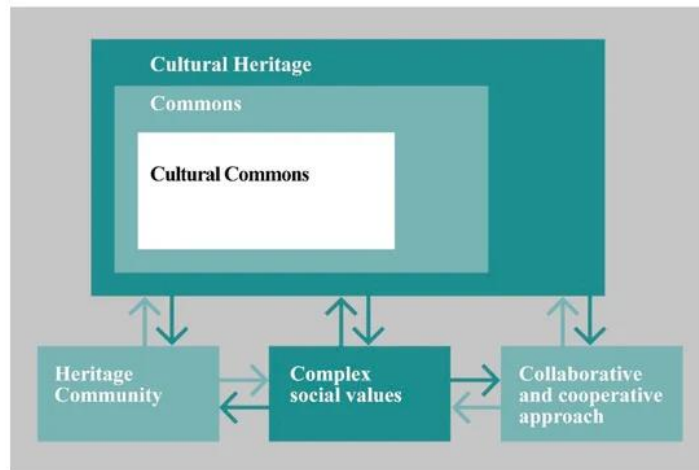 Cultural Heritage
Commons
Cultural Commons
Heritage
Community
Complex
social values
Collaborative
and cooperative
approach